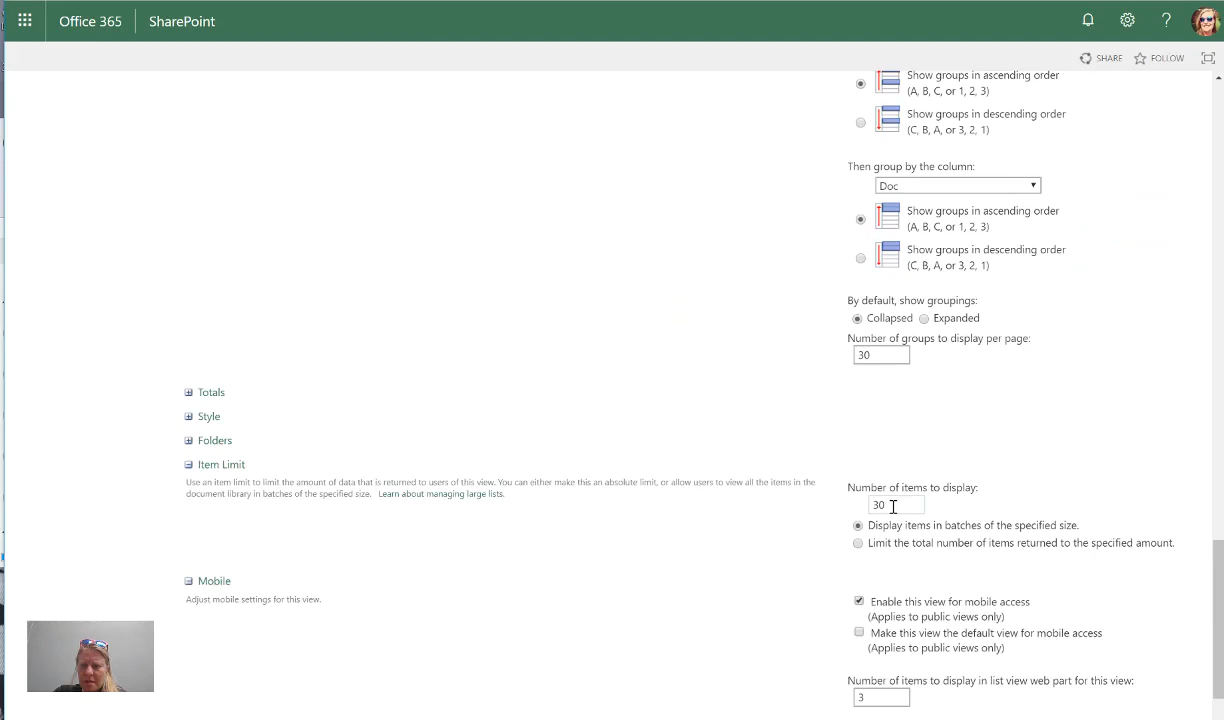 Office 365
SharePoint
?
SHARE
FOLLOW
Show groups in ascending order
(A, B, C, or 1, 2, 3)
Show groups in descending order
(C, B, A, or 3, 2, 1)
Then group by the column:
Doc
Show groups in ascending order
(A, B, C, or 1, 2, 3)
Show groups in descending order
(C, B, A, or 3, 2, 1)
By default, show groupings:
Collapsed
Expanded
Number of groups to display per page:
30
Totals
Style
Folders
Item Limit
Use an item limit to limit the amount of data that is returned to users of this view. You can either make this an absolute limit, or allow users to view all the items in the
document library in batches of the specified size. Learn about managing large lists.
Number of items to display:
30
Display items in batches of the specified size.
Limit the total number of items returned to the specified amount.
Mobile
Adjust mobile settings for this view.
Enable this view for mobile access
(Applies to public views only)
Make this view the default view for mobile access
(Applies to public views only)
Number of items to display in list view web part for this view:
3